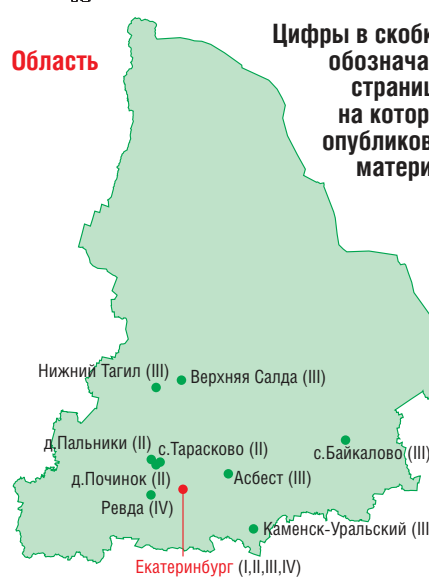 Область
Цифры в скобк
обознача
страниц
на котор
опубликов
матери
Нижний Тагил (III)
Верхняя Салда (III)
д.Пальники (II)
с.Тарасково (II)
с.Байкалово (III)
д.Починок (II)
Асбест (III)
Ревда (IV)
Каменск-Уральский (III
Екатеринбург (I,II,III,IV)